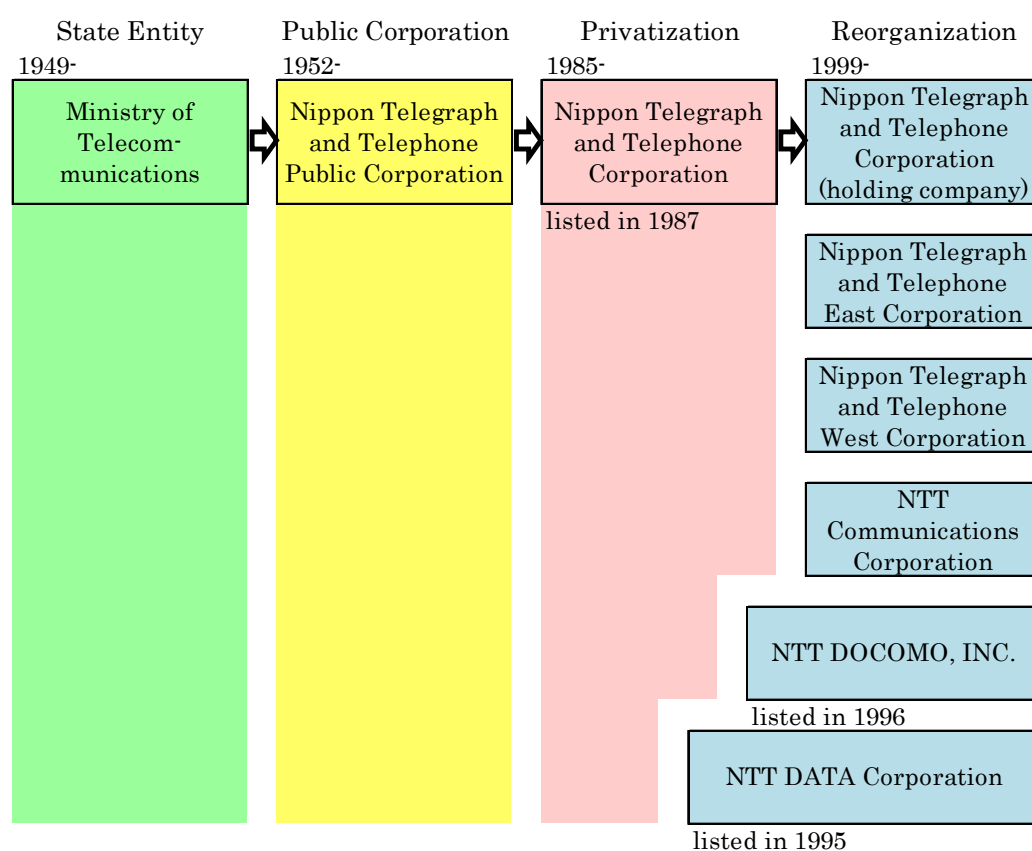 State Entity
1949-
Ministry of
Telecom-
munications
Public Corporation
1952-
Nippon Telegraph
and Telephone
Public Corporation
Privatization
1985-
Nippon Telegraph
and Telephone
Corporation
listed in 1987
Reorganization
1999-
Nippon Telegraph
and Telephone
Corporation
(holding company)
Nippon Telegraph
and Telephone
East Corporation
Nippon Telegraph
and Telephone
West Corporation
NTT
Communications
Corporation
NTT DOCOMO, INC.
listed in 1996
NTT DATA Corporation
listed in 1995